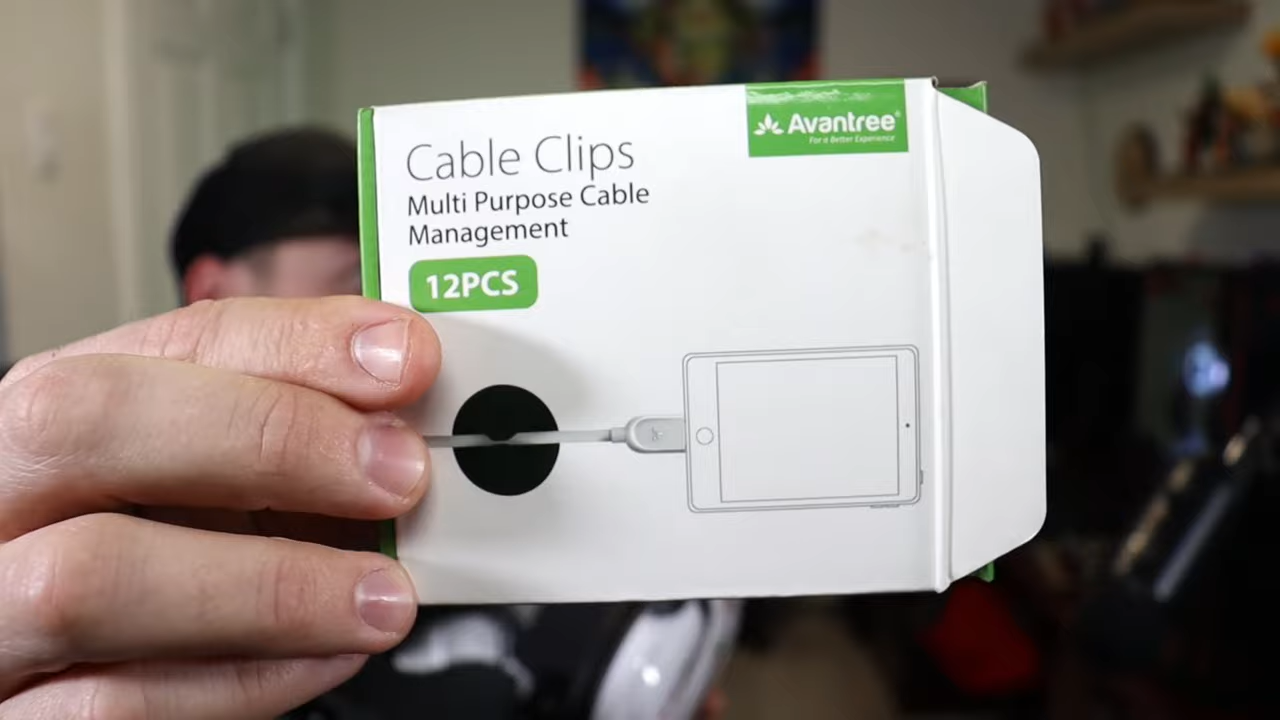 Cable Clips
Multi Purpose Cable
Management
12PCS
Avantree®
For a Better Experience